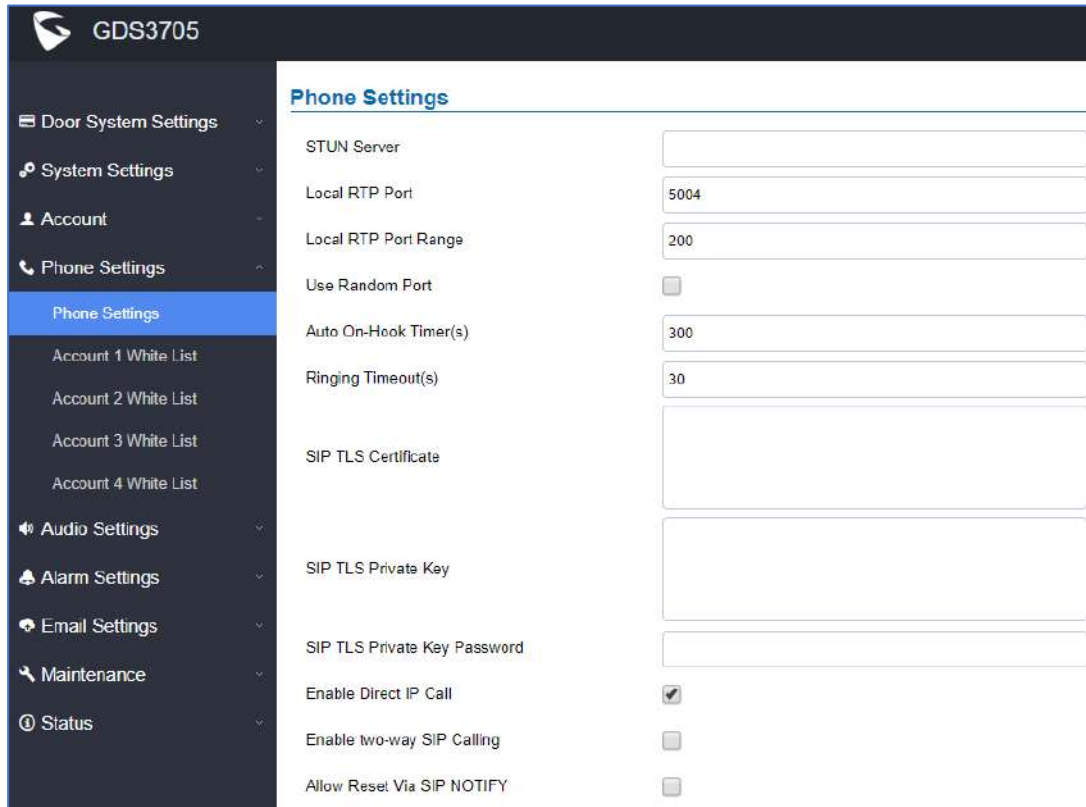 GDS3705
Door System Settings
System Settings
Account
Phone Settings
Phone Settings
Account 1 White List
Account 2 White List
Account 3 White List
Account 4 White List
Audio Settings
Alarm Settings
Email Settings
Maintenance
Status
Phone Settings
STUN Server
Local RTP Port 5004
Local RTP Port Range 200
Use Random Port
Auto On-Hook Timer(s) 300
Ringing Timeout(s) 30
SIP TLS Certificate
SIP TLS Private Key
SIP TLS Private Key Password
Enable Direct IP Call
Enable two-way SIP Calling
Allow Reset Via SIP NOTIFY